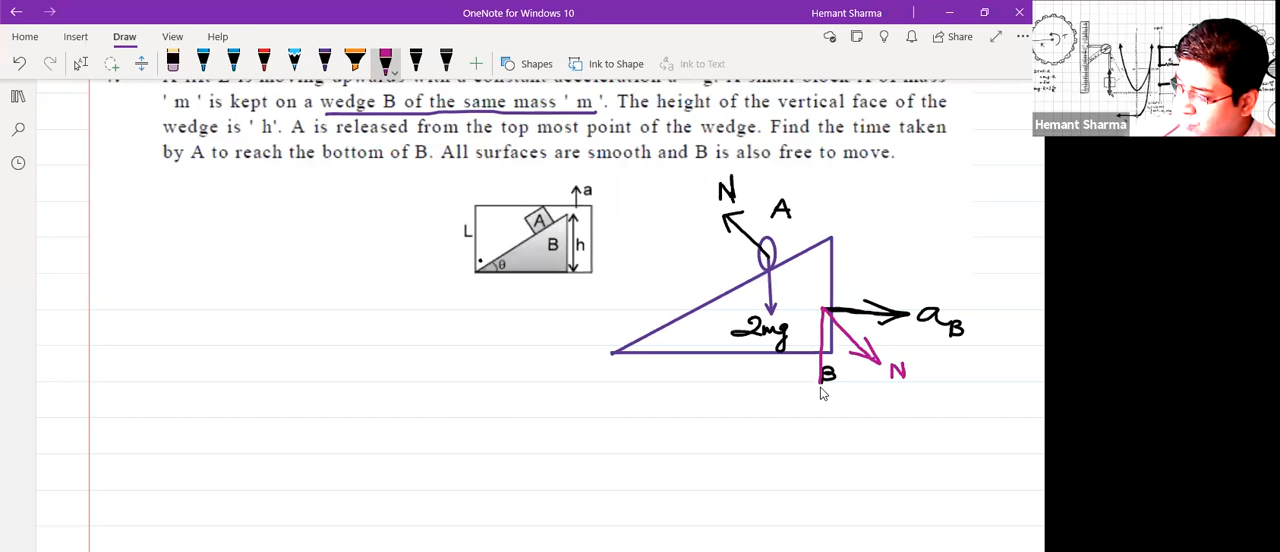 OneNote for Windows 10
Hemant Sharma
Home Insert Draw View Help
Share
Shapes Ink to Shape Ink to Math
' m ' is kept on a wedge B of the same mass ' m '. The height of the vertical face of the
wedge is ' h'. A is released from the top most point of the wedge. Find the time taken
by A to reach the bottom of B. All surfaces are smooth and B is also free to move.
a
L
A
B
h
θ
N
A
2mg
a_B
B
N
Hemant Sharma